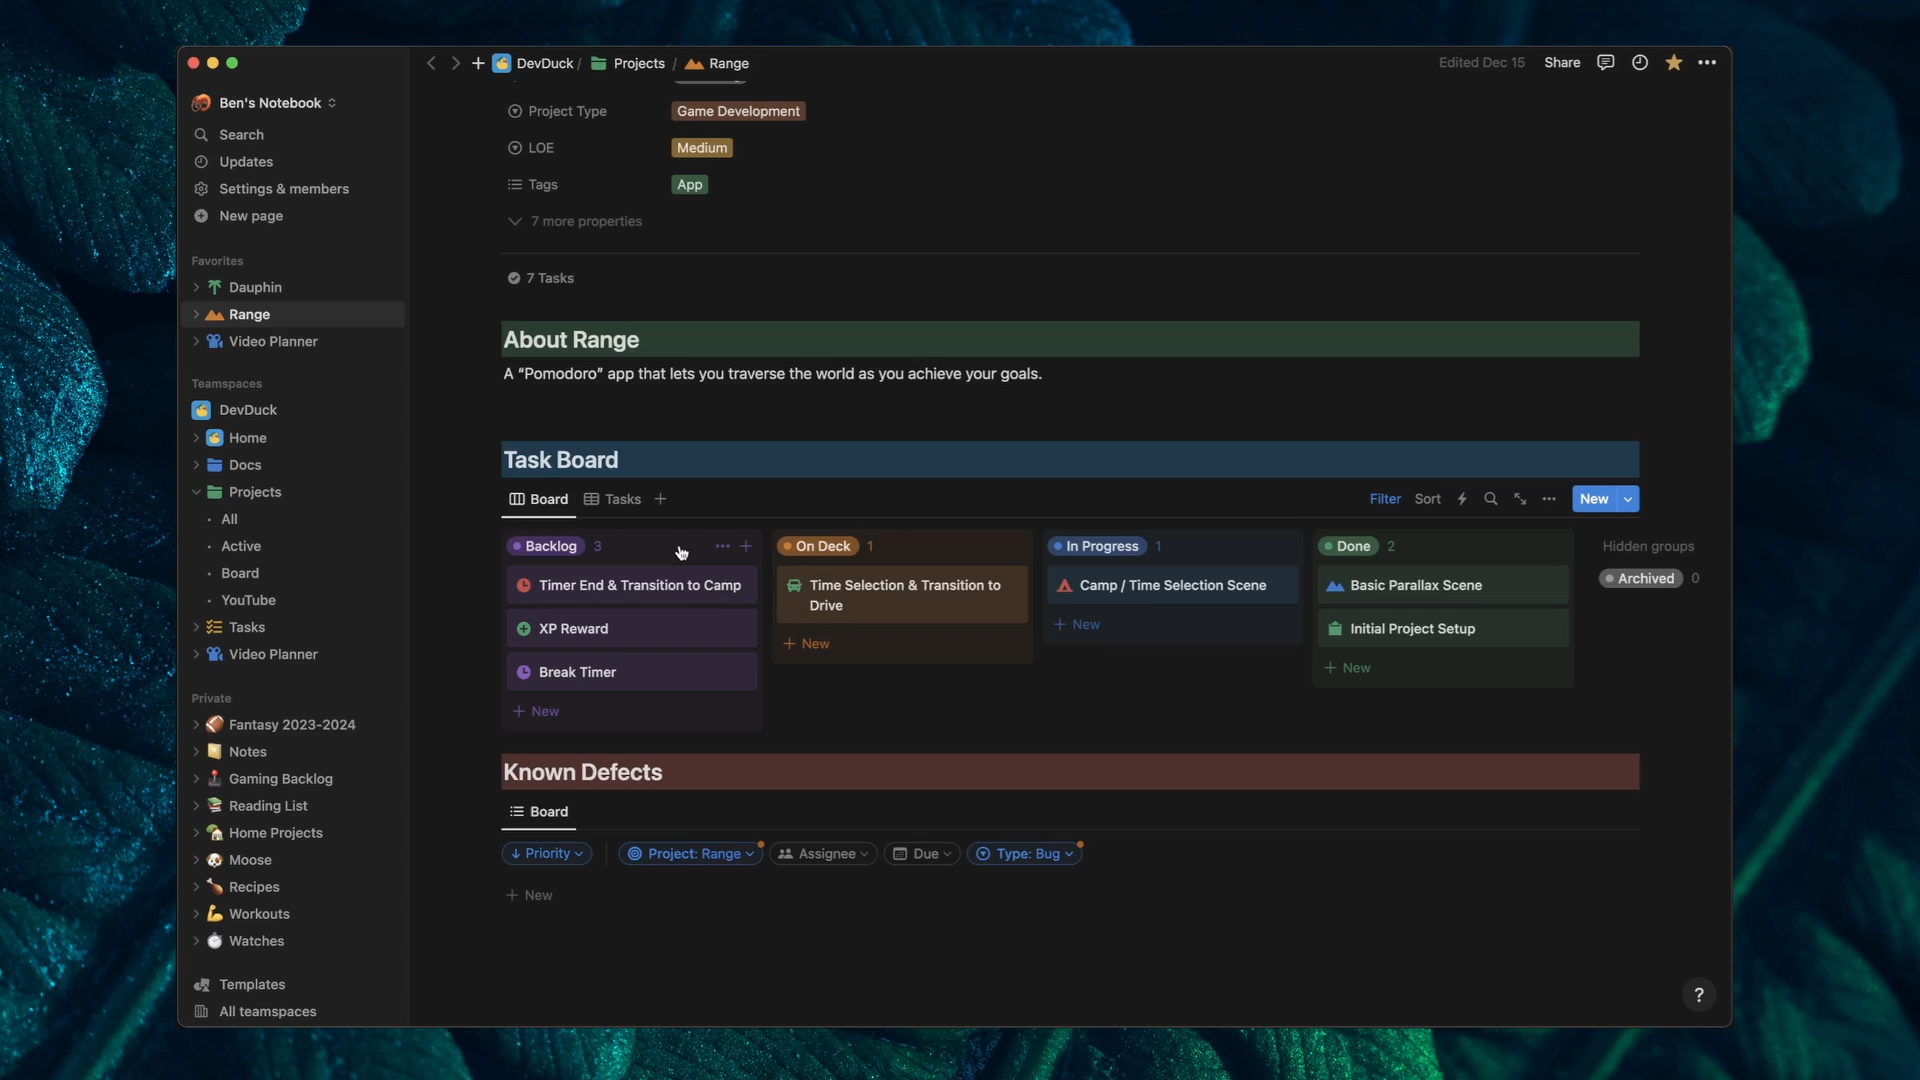 DevDuck / Projects / Range
Edited Dec 15 Share
Ben's Notebook
Search
Updates
Settings & members
New page
Favorites
Dauphin
Range
Video Planner
Teamspaces
DevDuck
Home
Docs
Projects
All
Active
Board
YouTube
Tasks
Video Planner
Private
Fantasy 2023-2024
Notes
Gaming Backlog
Reading List
Home Projects
Moose
Recipes
Workouts
Watches
Templates
All teamspaces
Project Type Game Development
LOE Medium
Tags App
7 more properties
7 Tasks
About Range
A “Pomodoro” app that lets you traverse the world as you achieve your goals.
Task Board
Board Tasks
Filter Sort New
Backlog 3
Timer End & Transition to Camp
XP Reward
Break Timer
+ New
On Deck 1
Time Selection & Transition to
Drive
+ New
In Progress 1
Camp / Time Selection Scene
+ New
Done 2
Basic Parallax Scene
Initial Project Setup
+ New
Hidden groups
Archived 0
Known Defects
Board
Priority Project: Range Assignee Due Type: Bug
+ New
?